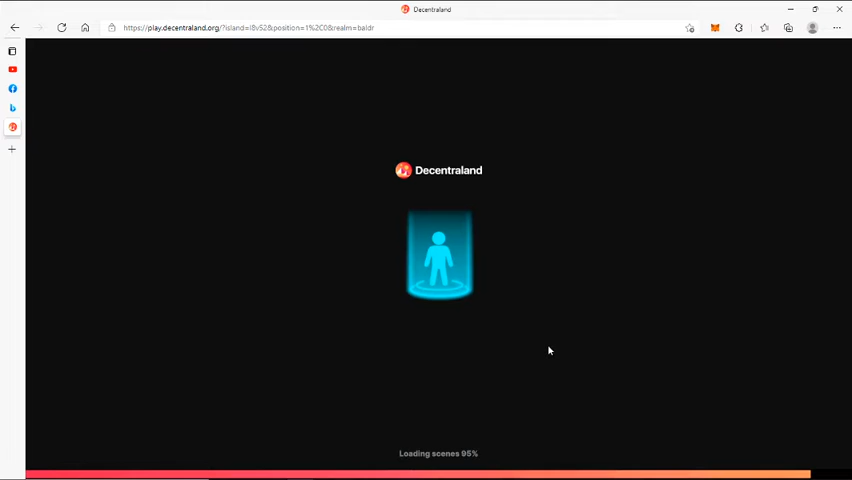 Decentraland
https://play.decentraland.org/?island=I8v52&position=1%2C0&realm=baldr
Decentraland
Loading scenes 95%